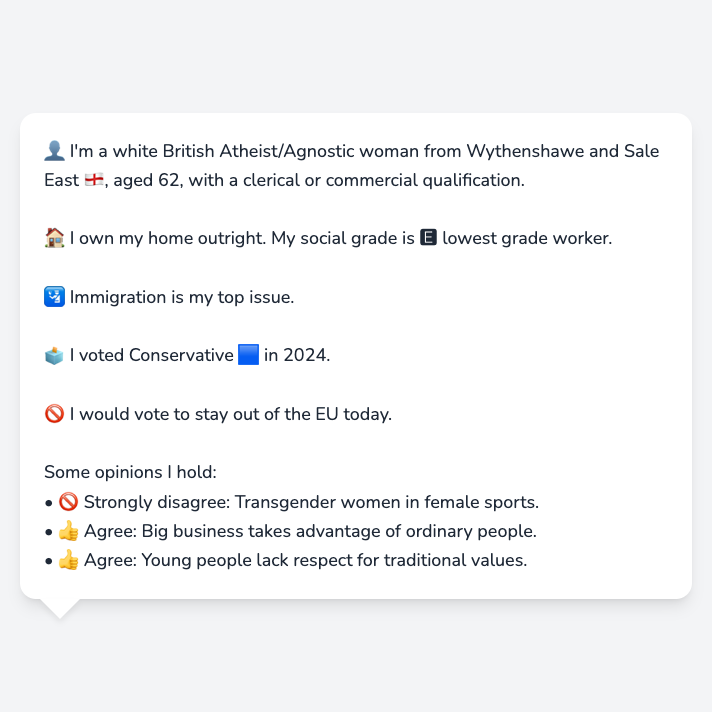 👤 I'm a white British Atheist/Agnostic woman from Wythenshawe and Sale
East 🏴󠁧󠁢󠁥󠁮󠁧󠁿, aged 62, with a clerical or commercial qualification.
🏠 I own my home outright. My social grade is 🅴 lowest grade worker.
🛂 Immigration is my top issue.
🗳️ I voted Conservative 🟦 in 2024.
🚫 I would vote to stay out of the EU today.
Some opinions I hold:
• 🚫 Strongly disagree: Transgender women in female sports.
• 👍 Agree: Big business takes advantage of ordinary people.
• 👍 Agree: Young people lack respect for traditional values.